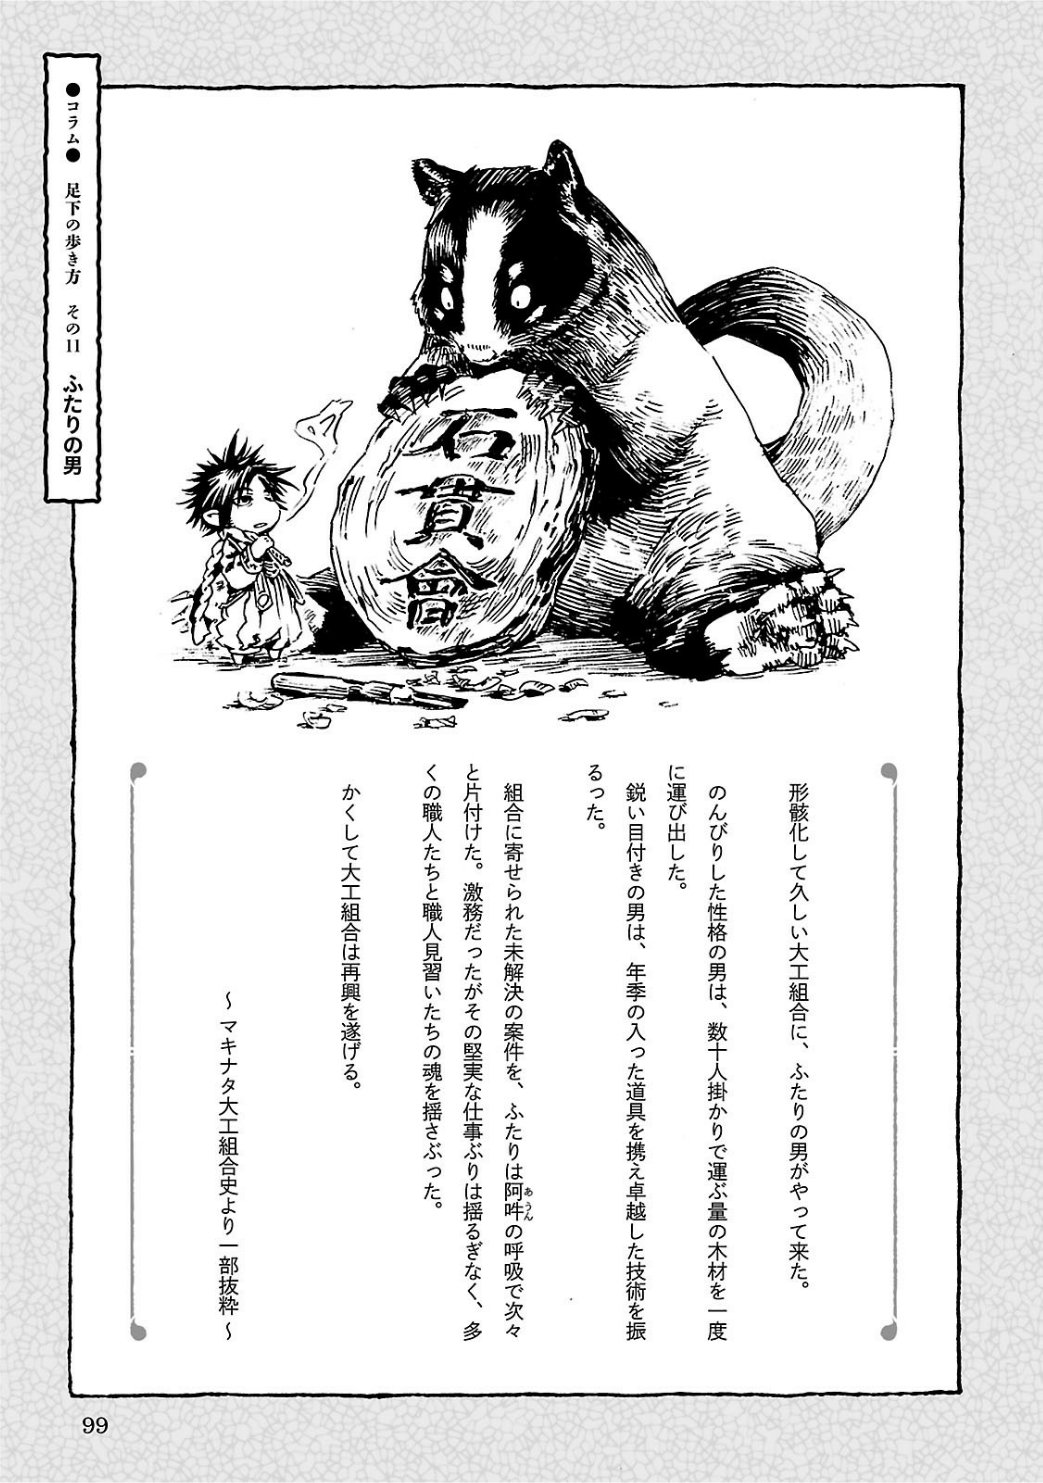 ●コラム● 足下の歩き方 その11 ふたりの男
石貫會
形骸化して久しい大工組合に、ふたりの男がやって来た。
のんびりした性格の男は、数十人掛かりで運ぶ量の木材を一度
に運び出した。
鋭い目付きの男は、年季の入った道具を携え卓越した技術を振
るった。
組合に寄せられた未解決の案件を、ふたりは阿吽の呼吸で次々
あうん
と片付けた。激務だったがその堅実な仕事ぶりは揺るぎなく、多
くの職人たちと職人見習いたちの魂を揺さぶった。
かくして大工組合は再興を遂げる。
～マキナタ大工組合史より一部抜粋～
99